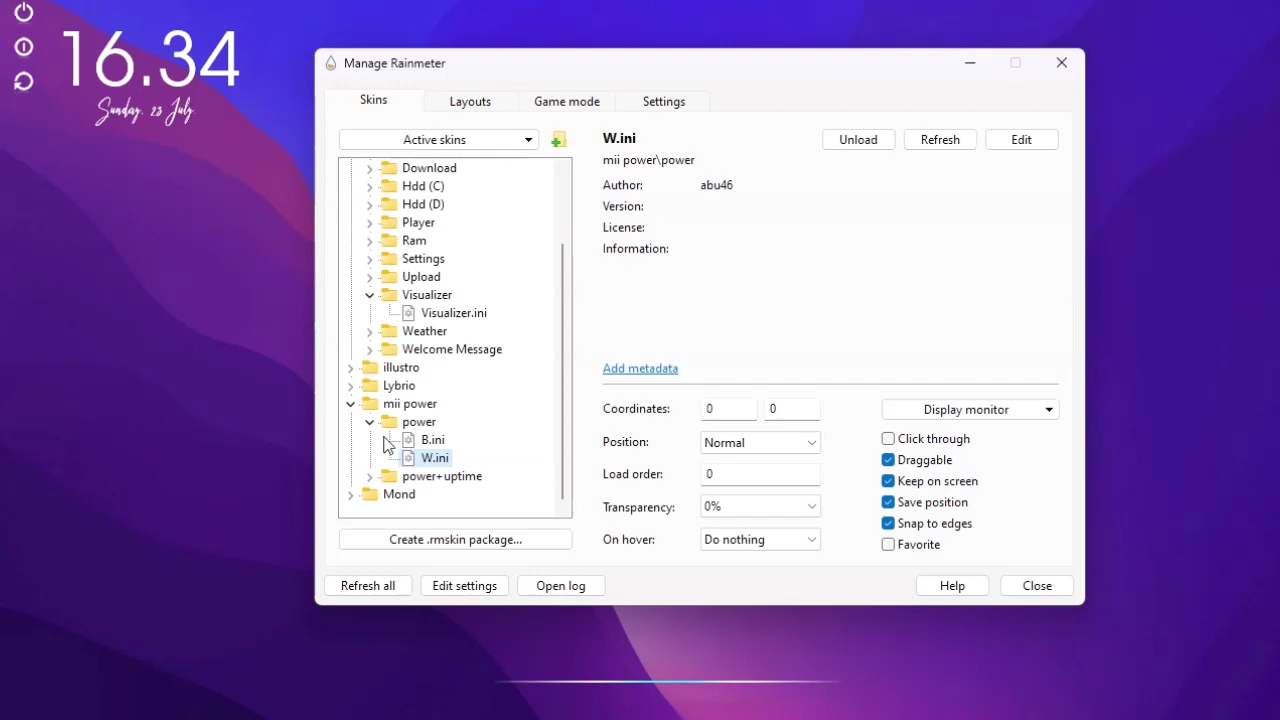 16.34
Sunday, 23 July
Manage Rainmeter
Skins
Layouts
Game mode
Settings
Active skins
Download
Hdd (C)
Hdd (D)
Player
Ram
Settings
Upload
Visualizer
Visualizer.ini
Weather
Welcome Message
illustro
Lybrio
mii power
power
B.ini
W.ini
power+uptime
Mond
Create .rmskin package...
W.ini
Unload
Refresh
Edit
mii power\power
Author: abu46
Version:
License:
Information:
Add metadata
Coordinates: 0 0
Position: Normal
Load order: 0
Transparency: 0%
On hover: Do nothing
Display monitor
Click through
Draggable
Keep on screen
Save position
Snap to edges
Favorite
Refresh all
Edit settings
Open log
Help
Close